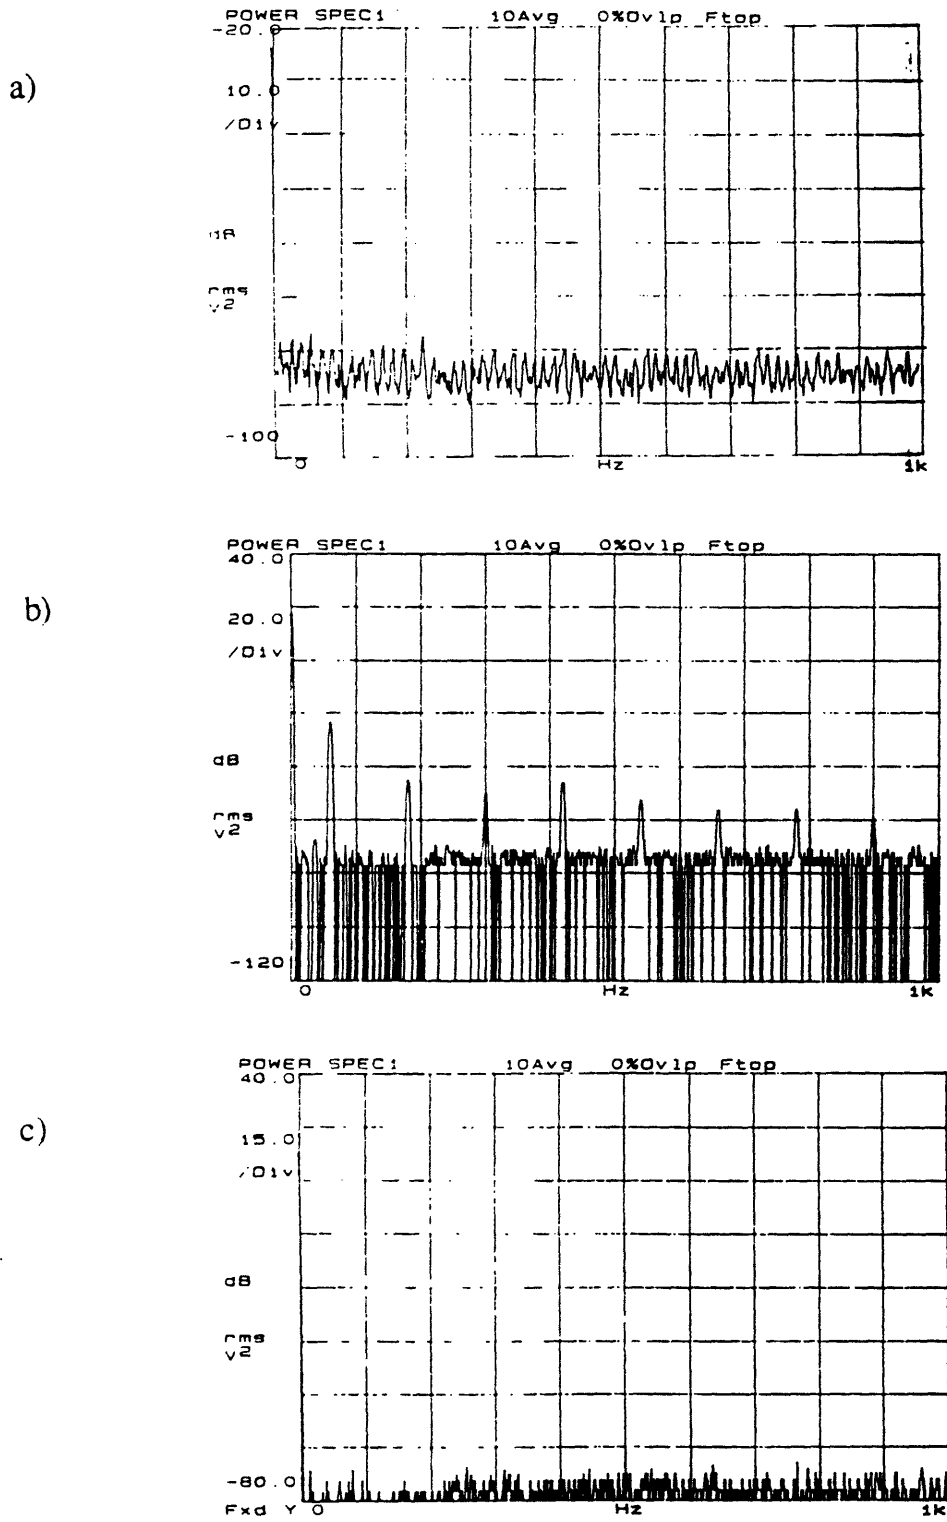 POWER SPEC1 10Avg 0%Ovlp Ftop
-20.0
a)
10.0
/Div
dB
rms
v2
-100
0 Hz 1k
POWER SPEC1 10Avg 0%Ovlp Ftop
40.0
b)
20.0
/Div
dB
rms
v2
-120
0 Hz 1k
POWER SPEC1 10Avg 0%Ovlp Ftop
40.0
c)
15.0
/Div
dB
rms
v2
-80.0
Fxd Y 0 Hz 1k